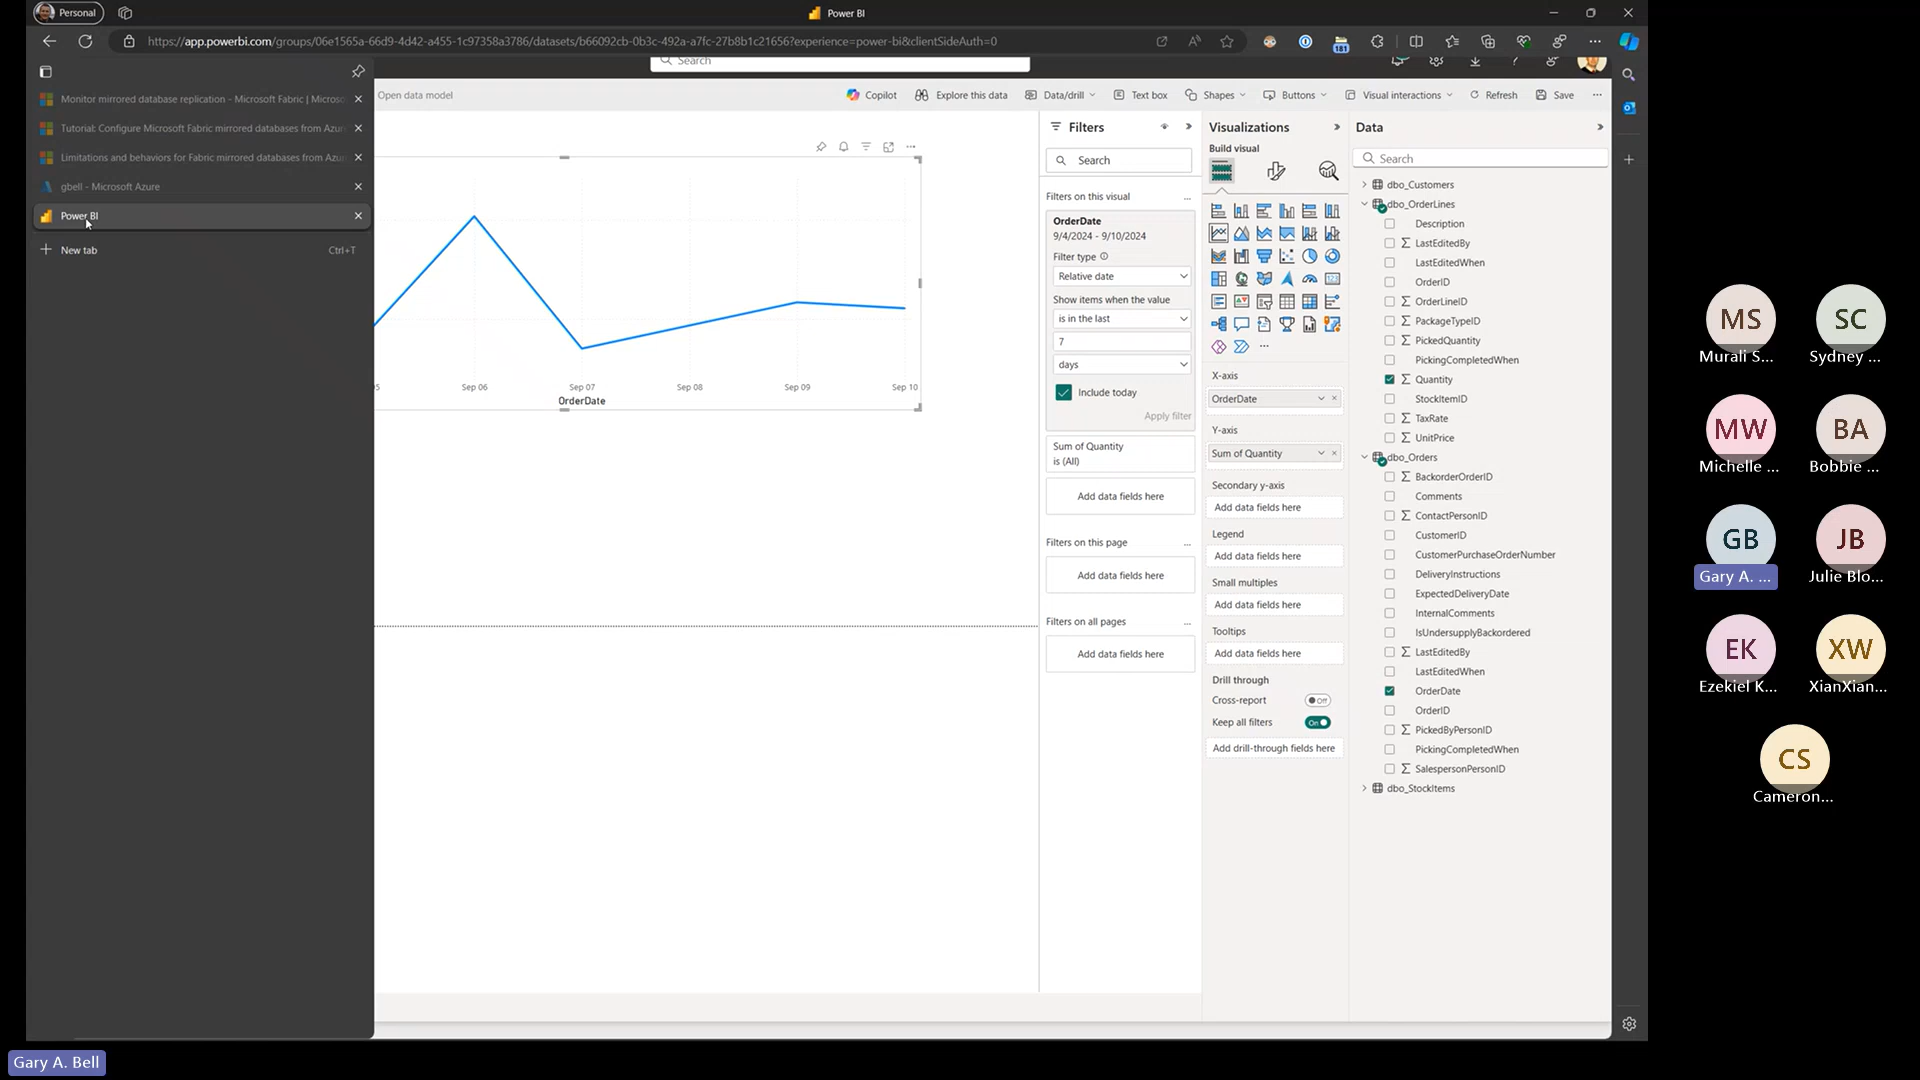 Personal
Power BI
https://app.powerbi.com/groups/06e1565a-66d9-4d42-a455-1c97358a3786/datasets/b66092cb-0b3c-492a-a7fc-27b8b1c21656?experience=power-bi&clientSideAuth=0
181
Search
Monitor mirrored database replication - Microsoft Fabric | Microso
Tutorial: Configure Microsoft Fabric mirrored databases from Azur
Limitations and behaviors for Fabric mirrored databases from Azur
gbell - Microsoft Azure
Power BI
New tab Ctrl+T
Open data model
Copilot
Explore this data
Data/drill
Text box
Shapes
Buttons
Visual interactions
Refresh
Save
Sep 06
Sep 07
Sep 08
Sep 09
Sep 10
OrderDate
Filters
Search
Filters on this visual
OrderDate
9/4/2024 - 9/10/2024
Filter type
Relative date
Show items when the value
is in the last
7
days
Include today
Apply filter
Sum of Quantity
is (All)
Add data fields here
Filters on this page
Add data fields here
Filters on all pages
Add data fields here
Visualizations
Build visual
X-axis
OrderDate
Y-axis
Sum of Quantity
Secondary y-axis
Add data fields here
Legend
Add data fields here
Small multiples
Add data fields here
Tooltips
Add data fields here
Drill through
Cross-report Off
Keep all filters On
Add drill-through fields here
Data
Search
dbo_Customers
dbo_OrderLines
Description
LastEditedBy
LastEditedWhen
OrderID
OrderLineID
PackageTypeID
PickedQuantity
PickingCompletedWhen
Quantity
StockItemID
TaxRate
UnitPrice
dbo_Orders
BackorderOrderID
Comments
ContactPersonID
CustomerID
CustomerPurchaseOrderNumber
DeliveryInstructions
ExpectedDeliveryDate
InternalComments
IsUndersupplyBackordered
LastEditedBy
LastEditedWhen
OrderDate
OrderID
PickedByPersonID
PickingCompletedWhen
SalespersonPersonID
dbo_StockItems
MS
Murali S...
SC
Sydney ...
MW
Michelle ...
BA
Bobbie ...
GB
Gary A. ...
JB
Julie Blo...
EK
Ezekiel K...
XW
XianXian...
CS
Cameron...
Gary A. Bell